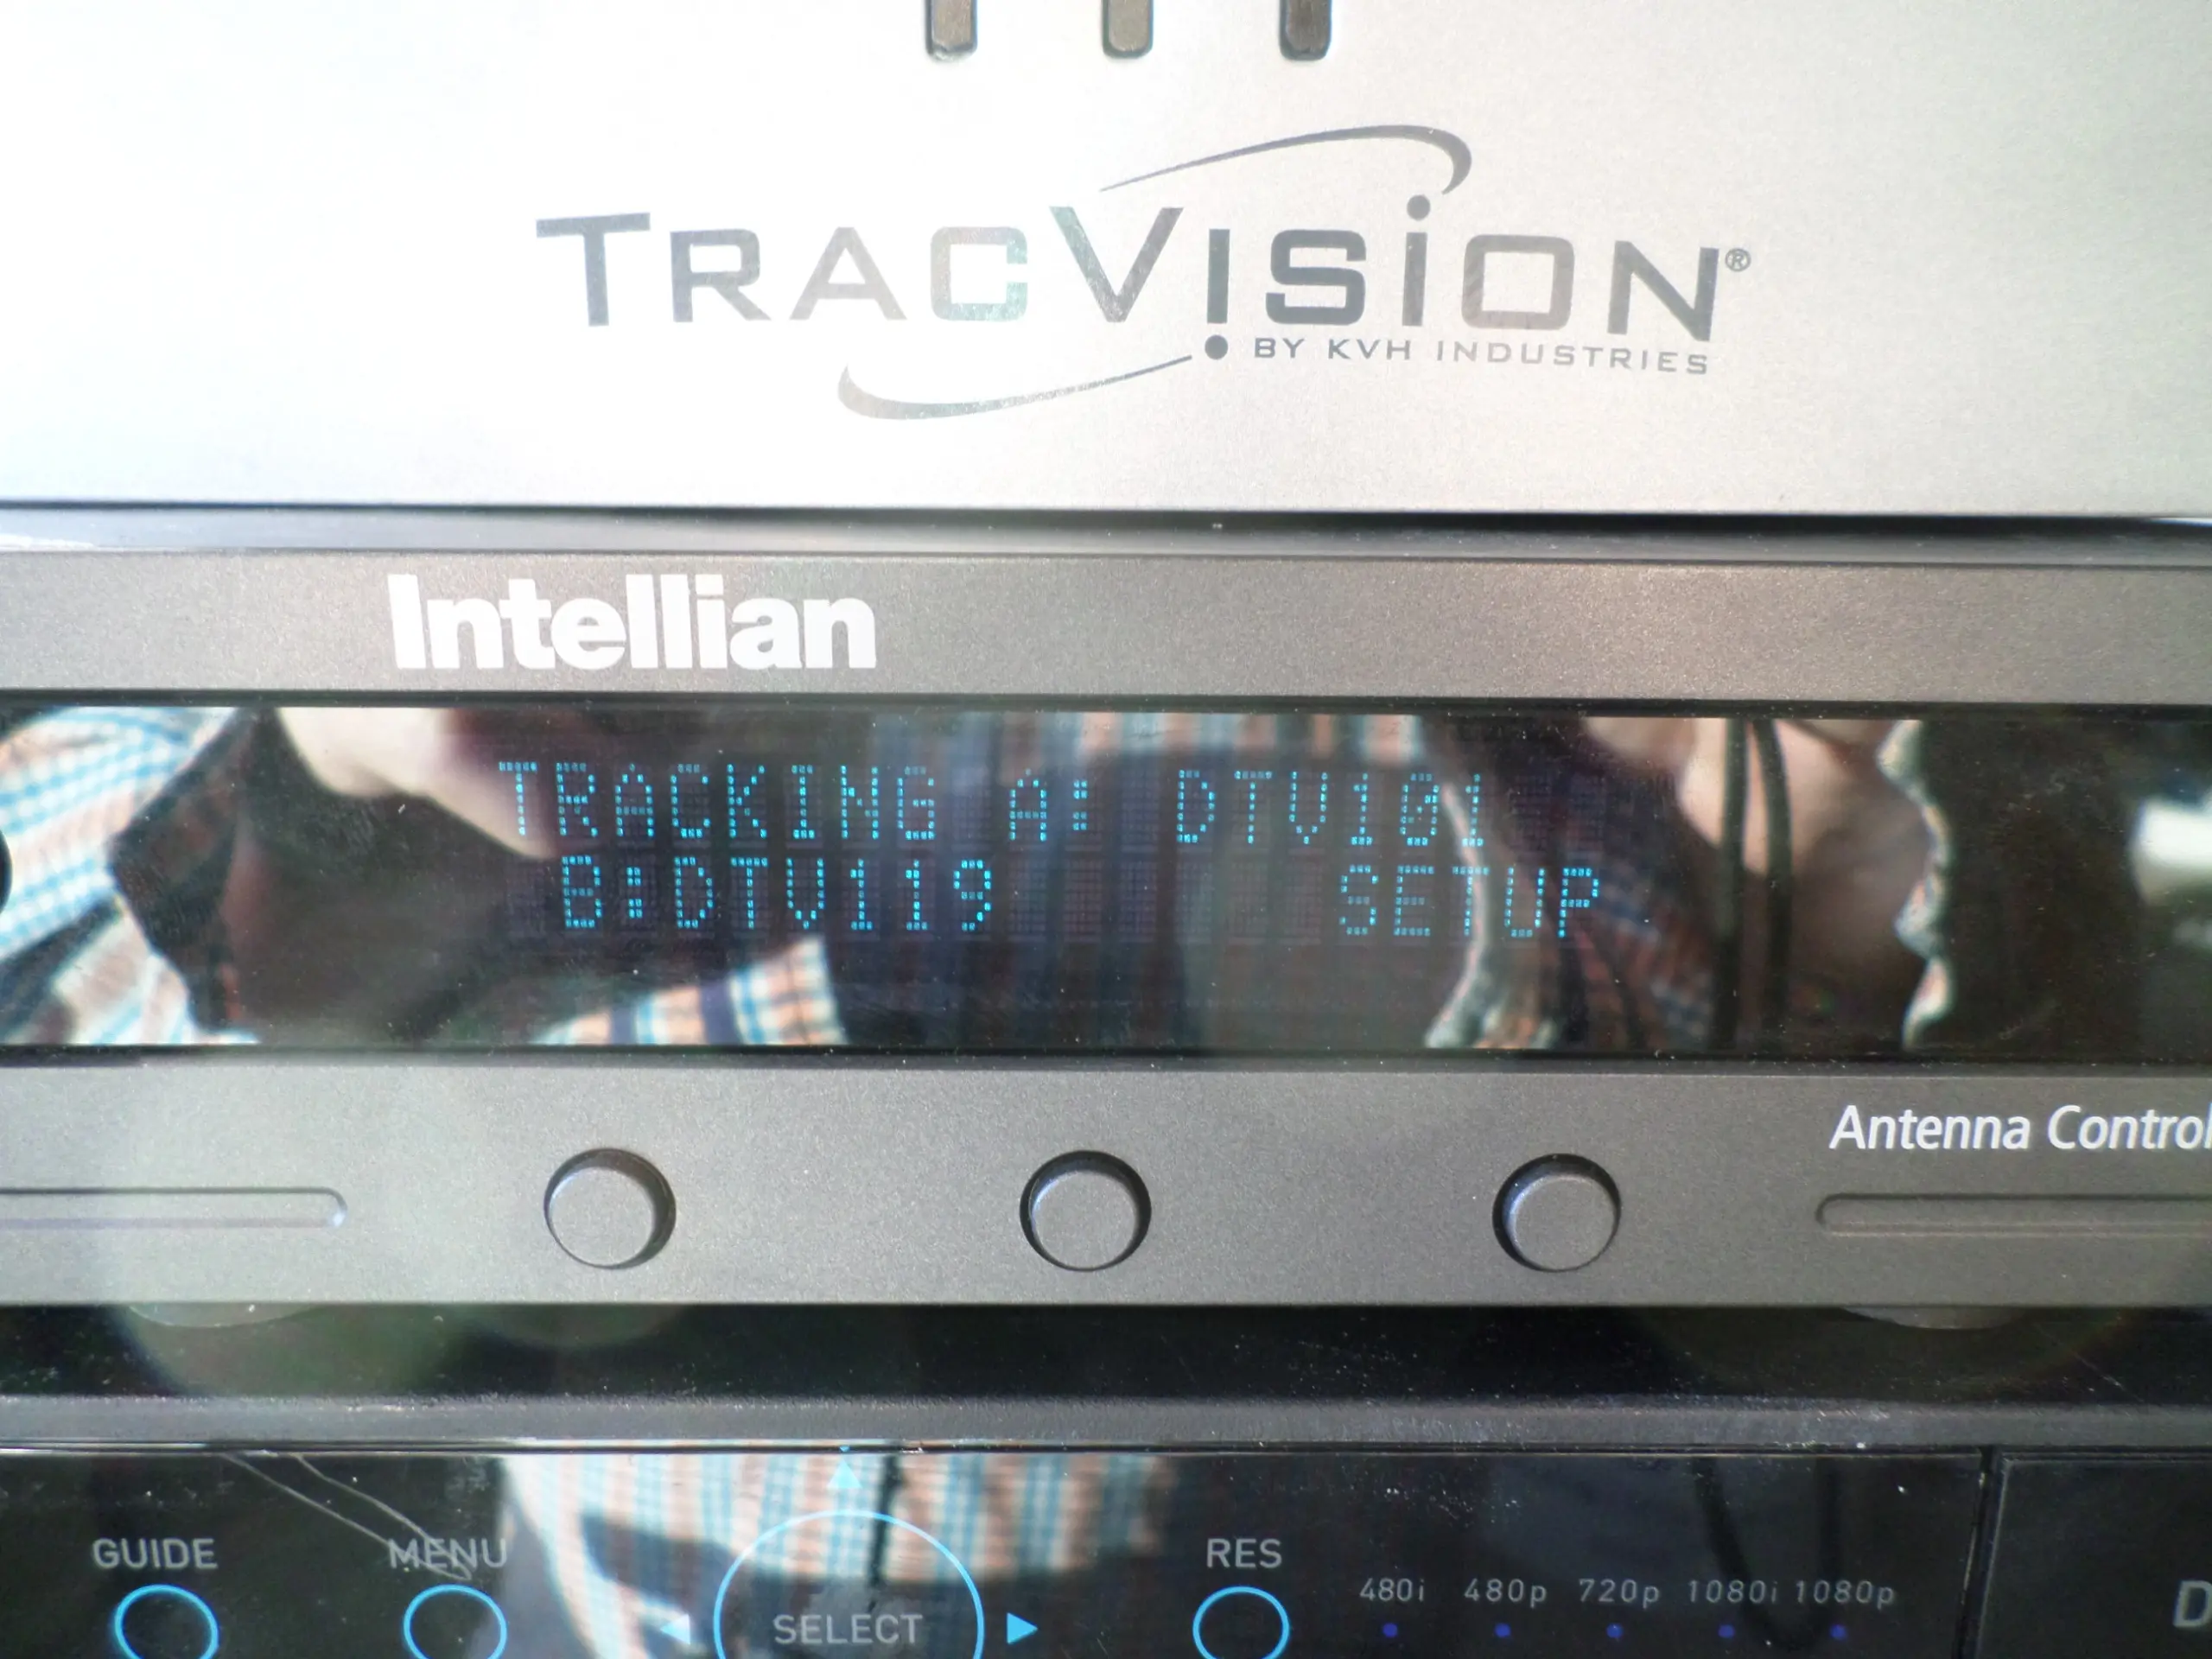 TRACVISION®
BY KVH INDUSTRIES
Intellian
TRACKING A: DTV101
B:DTV119 SETUP
Antenna Control
GUIDE MENU SELECT RES 480i 480p 720p 1080i 1080p
D